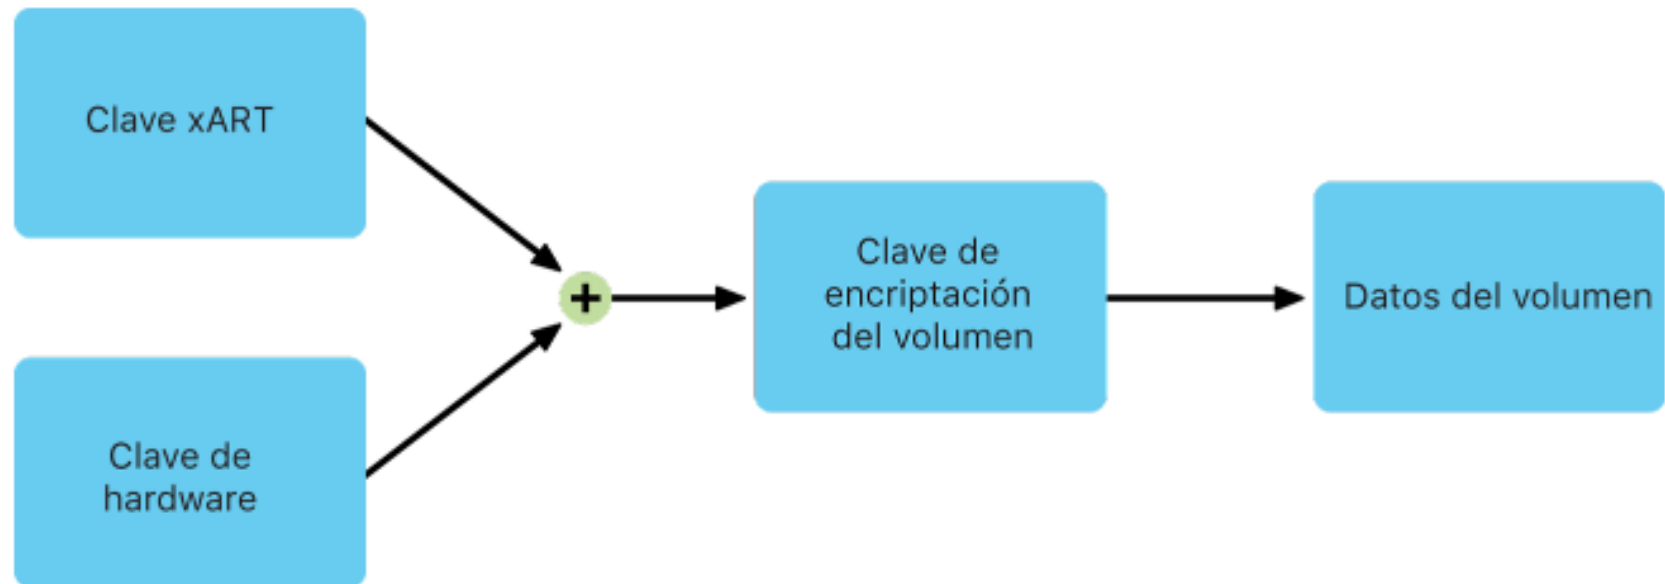 Clave xART
Clave de
hardware
+
Clave de
encriptación
del volumen
Datos del volumen